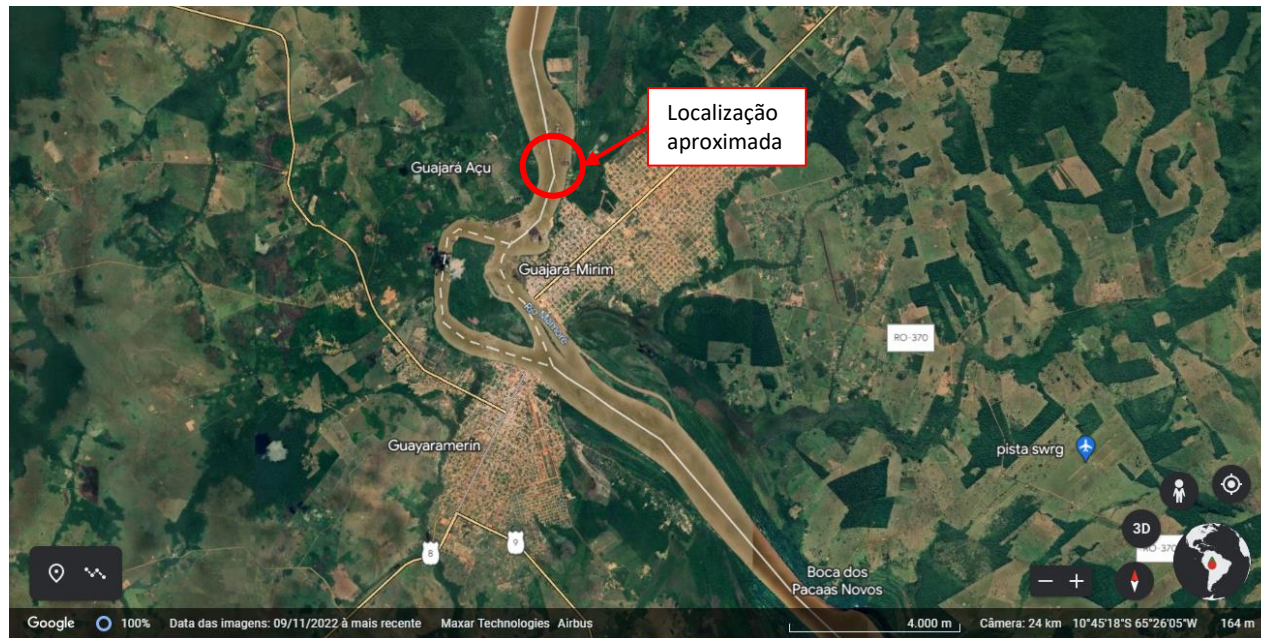 Localização
aproximada
Guajará Açu
Guajará-Mirim
Rio Mamoré
RO-370
Guayaramerin
pista swrg
8
9
3D
RO-370
Boca dos
Pacaas Novos
Google 100% Data das imagens: 09/11/2022 à mais recente Maxar Technologies Airbus 4.000 m Câmera: 24 km 10°45'18"S 65°26'05"W 164 m